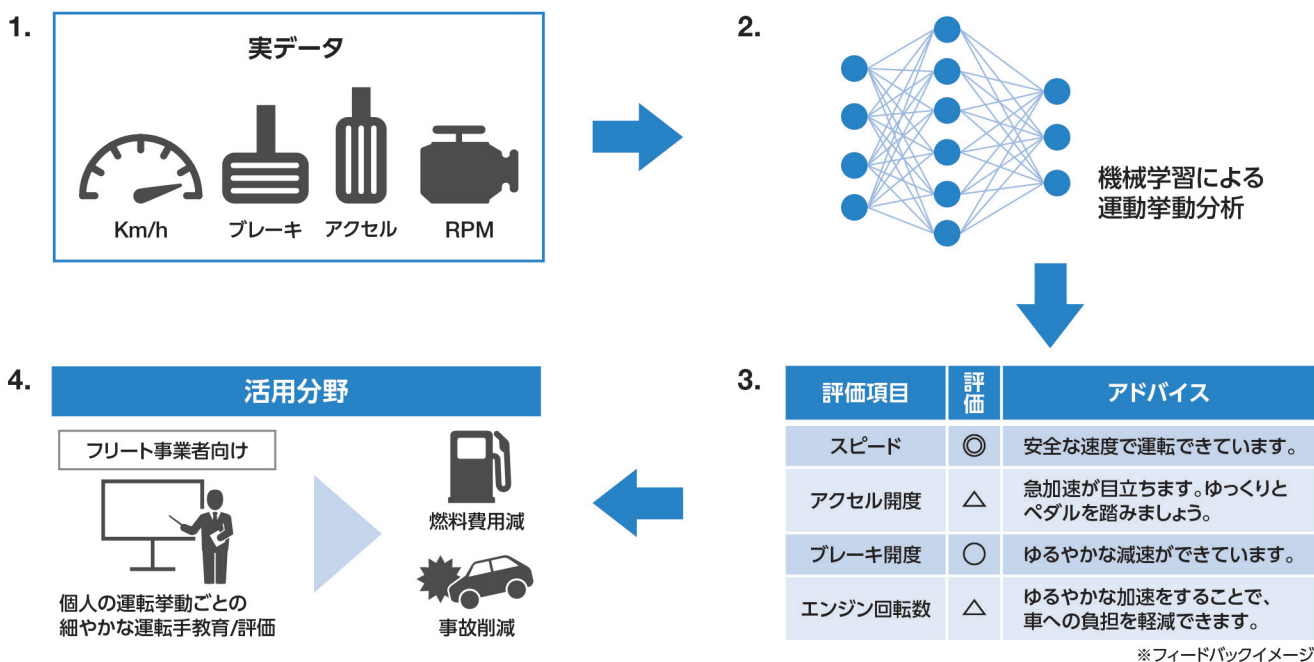 1.
実データ
Km/h
ブレーキ
アクセル
RPM
2.
機械学習による
運動挙動分析
3.
評価項目
評価
アドバイス
スピード
◎
安全な速度で運転できています。
アクセル開度
△
急加速が目立ちます。ゆっくりと
ペダルを踏みましょう。
ブレーキ開度
○
ゆるやかな減速ができています。
エンジン回転数
△
ゆるやかな加速をすることで、
車への負担を軽減できます。
※フィードバックイメージ
4.
活用分野
フリート事業者向け
個人の運転挙動ごとの
細やかな運転手教育/評価
燃料費用減
事故削減